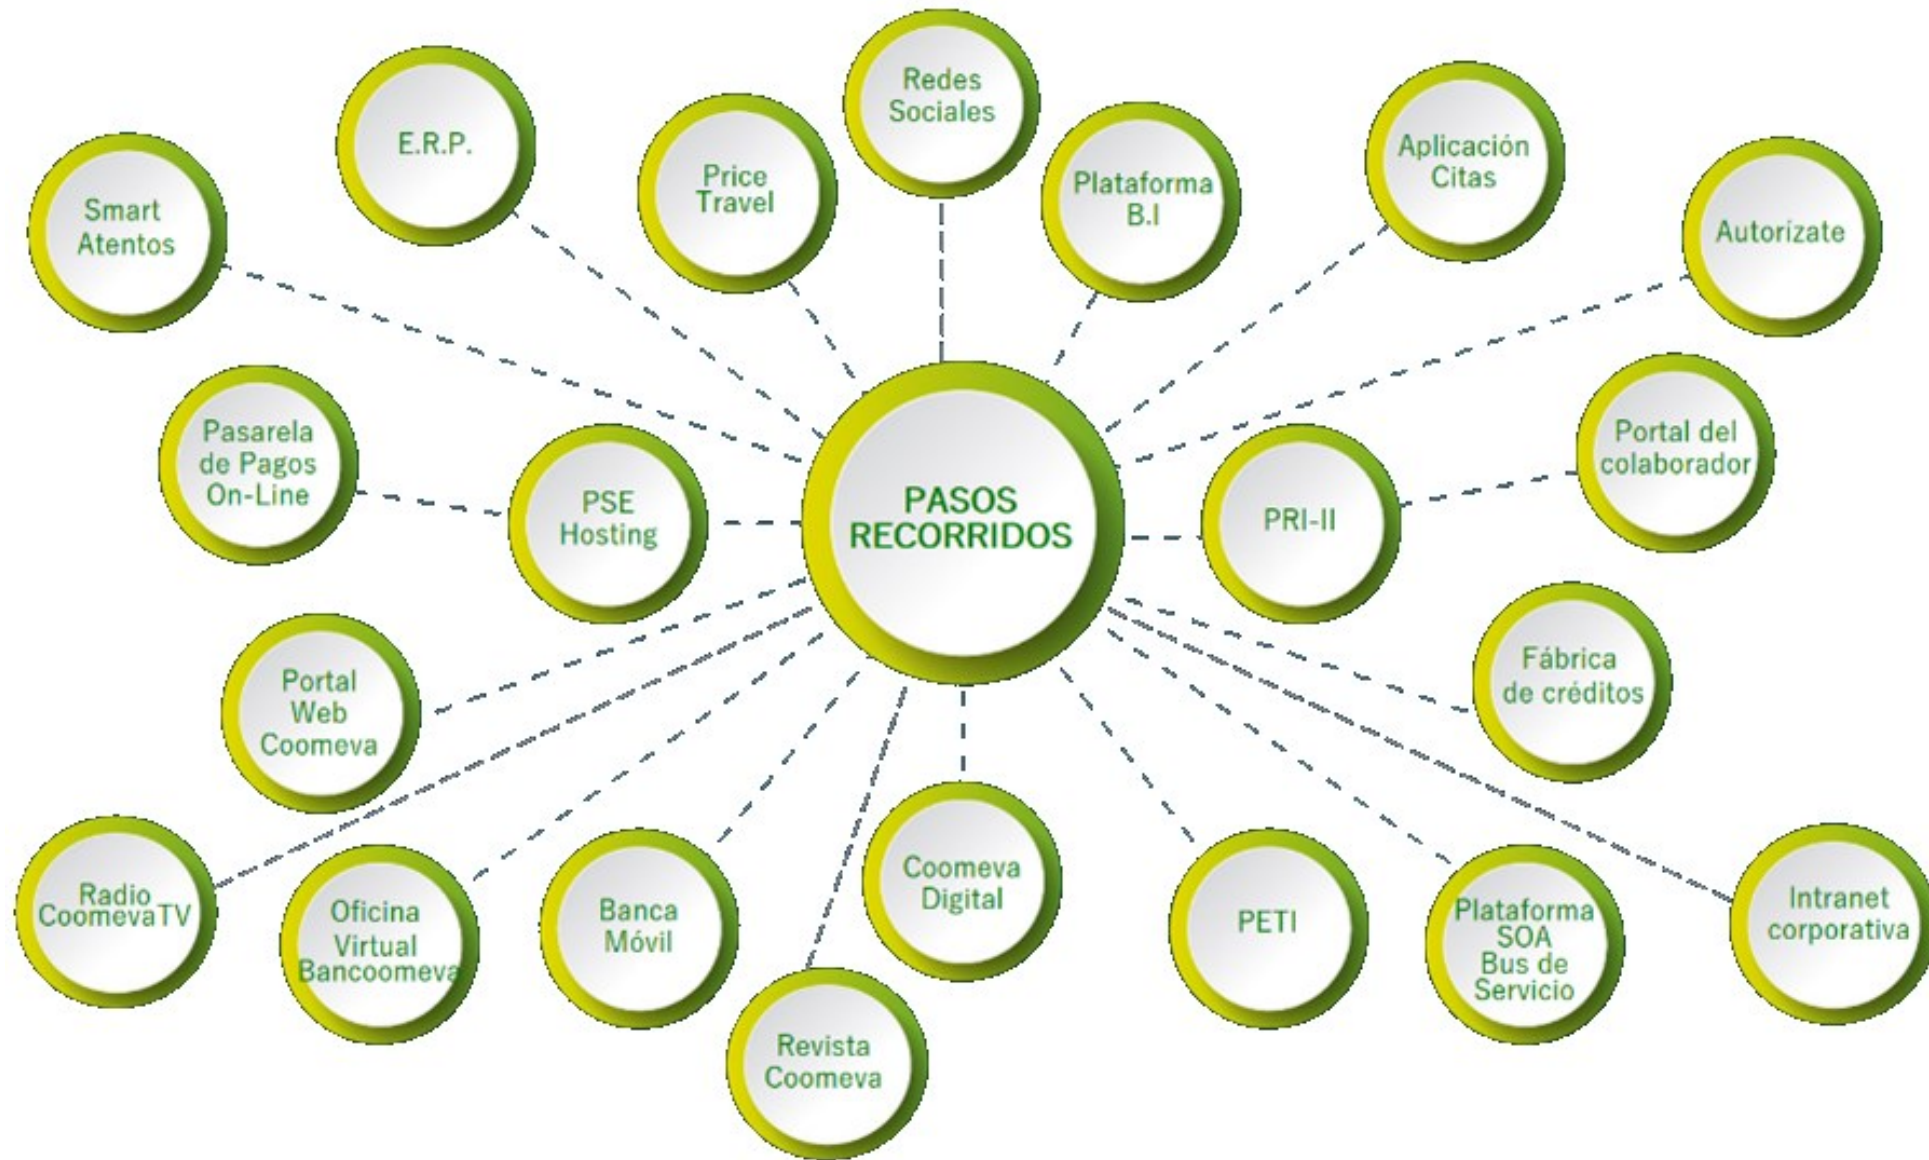 Redes
Sociales
E.R.P.
Price
Travel
Plataforma
B.I
Aplicación
Citas
Smart
Atentos
Autorízate
Pasarela
de Pagos
On-Line
PSE
Hosting
PASOS
RECORRIDOS
PRI-II
Portal del
colaborador
Portal
Web
Coomeva
Fábrica
de créditos
Radio
CoomevaTV
Oficina
Virtual
Bancoomeva
Banca
Móvil
Coomeva
Digital
PETI
Plataforma
SOA
Bus de
Servicio
Intranet
corporativa
Revista
Coomeva